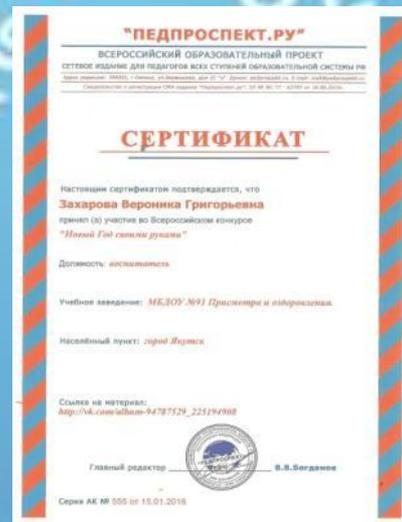 "ПЕДПРОСПЕКТ.РУ"
ВСЕРОССИЙСКИЙ ОБРАЗОВАТЕЛЬНЫЙ ПРОЕКТ
СЕТЕВОЕ ИЗДАНИЕ ДЛЯ ПЕДАГОГОВ ВСЕХ СТУПЕНЕЙ ОБРАЗОВАТЕЛЬНОЙ СИСТЕМЫ РФ
СЕРТИФИКАТ
Настоящим сертификатом подтверждается, что
Захарова Вероника Григорьевна
принял (а) участие во Всероссийском конкурсе
"Новый Год своими руками"
Должность: воспитатель
Учебное заведение: МБДОУ №91 Присмотра и оздоровления.
Населённый пункт: город Якутск
Ссылка на материал:
http://vk.com/album-94787529_225194908
Главный редактор В.В.Богданов
Серия АК № 555 от 15.01.2016